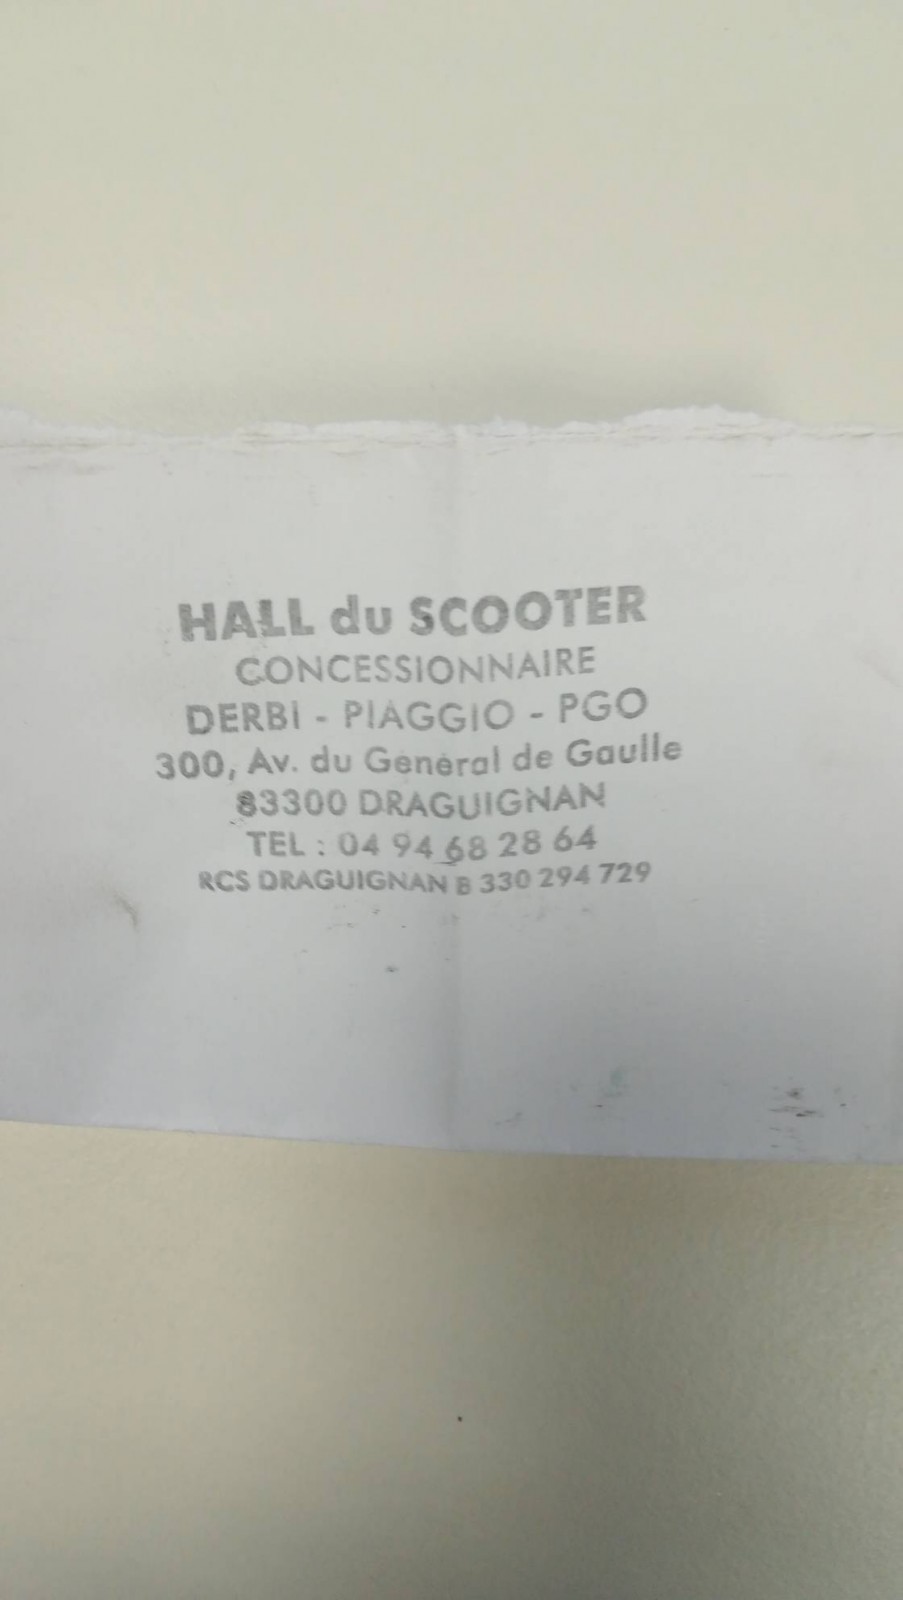 HALL du SCOOTER
CONCESSIONNAIRE
DERBI - PIAGGIO - PGO
300, Av. du Général de Gaulle
83300 DRAGUIGNAN
TEL : 04 94 68 28 64
RCS DRAGUIGNAN B 330 294 729